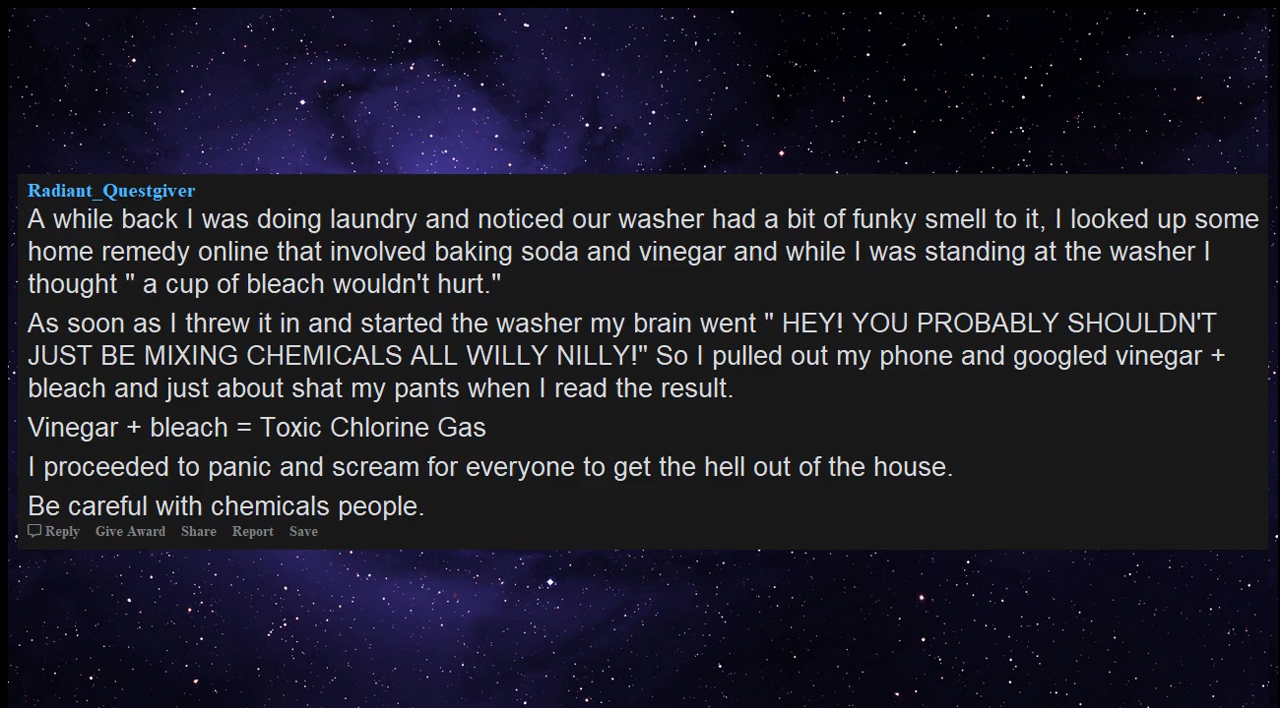 Radiant_Questgiver
A while back I was doing laundry and noticed our washer had a bit of funky smell to it, I looked up some
home remedy online that involved baking soda and vinegar and while I was standing at the washer I
thought " a cup of bleach wouldn't hurt."
As soon as I threw it in and started the washer my brain went " HEY! YOU PROBABLY SHOULDN'T
JUST BE MIXING CHEMICALS ALL WILLY NILLY!" So I pulled out my phone and googled vinegar +
bleach and just about shat my pants when I read the result.
Vinegar + bleach = Toxic Chlorine Gas
I proceeded to panic and scream for everyone to get the hell out of the house.
Be careful with chemicals people.
Reply Give Award Share Report Save